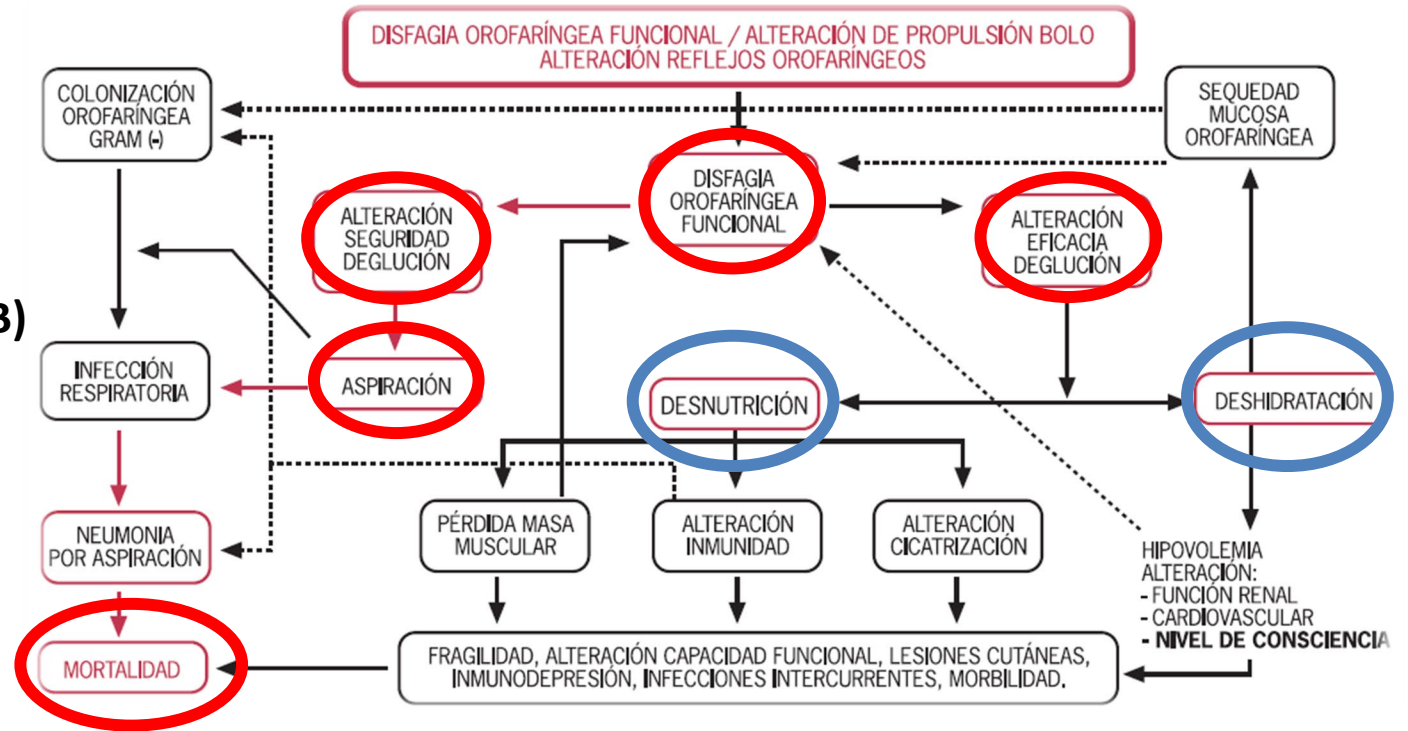 DISFAGIA OROFARÍNGEA FUNCIONAL / ALTERACIÓN DE PROPULSIÓN BOLO
ALTERACIÓN REFLEJOS OROFARÍNGEOS
COLONIZACIÓN
OROFARÍNGEA
GRAM (-)
SEQUEDAD
MUCOSA
OROFARÍNGEA
DISFAGIA
OROFARÍNGEA
FUNCIONAL
ALTERACIÓN
SEGURIDAD
DEGLUCIÓN
ALTERACIÓN
EFICACIA
DEGLUCIÓN
3)
INFECCIÓN
RESPIRATORIA
ASPIRACIÓN
DESNUTRICIÓN
DESHIDRATACIÓN
NEUMONIA
POR ASPIRACIÓN
PÉRDIDA MASA
MUSCULAR
ALTERACIÓN
INMUNIDAD
ALTERACIÓN
CICATRIZACIÓN
HIPOVOLEMIA
ALTERACIÓN:
- FUNCIÓN RENAL
- CARDIOVASCULAR
- NIVEL DE CONSCIENCIA
MORTALIDAD
FRAGILIDAD, ALTERACIÓN CAPACIDAD FUNCIONAL, LESIONES CUTÁNEAS,
INMUNODEPRESIÓN, INFECCIONES INTERCURRENTES, MORBILIDAD.